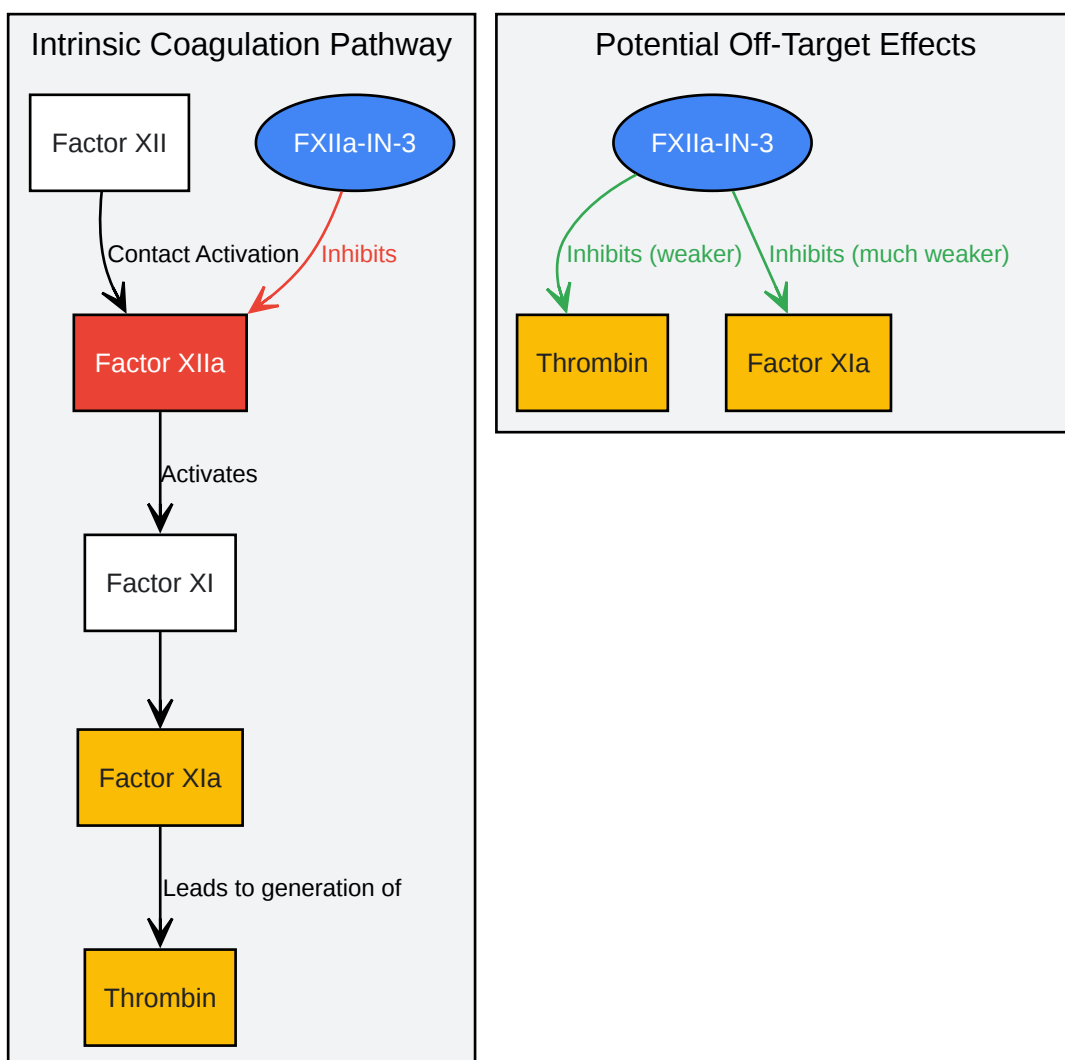 Intrinsic Coagulation Pathway
Factor XII
FXIIa-IN-3
Contact Activation
Inhibits
Factor XIIa
Activates
Factor XI
Factor XIa
Leads to generation of
Thrombin
Potential Off-Target Effects
FXIIa-IN-3
Inhibits (weaker)
Inhibits (much weaker)
Thrombin
Factor XIa